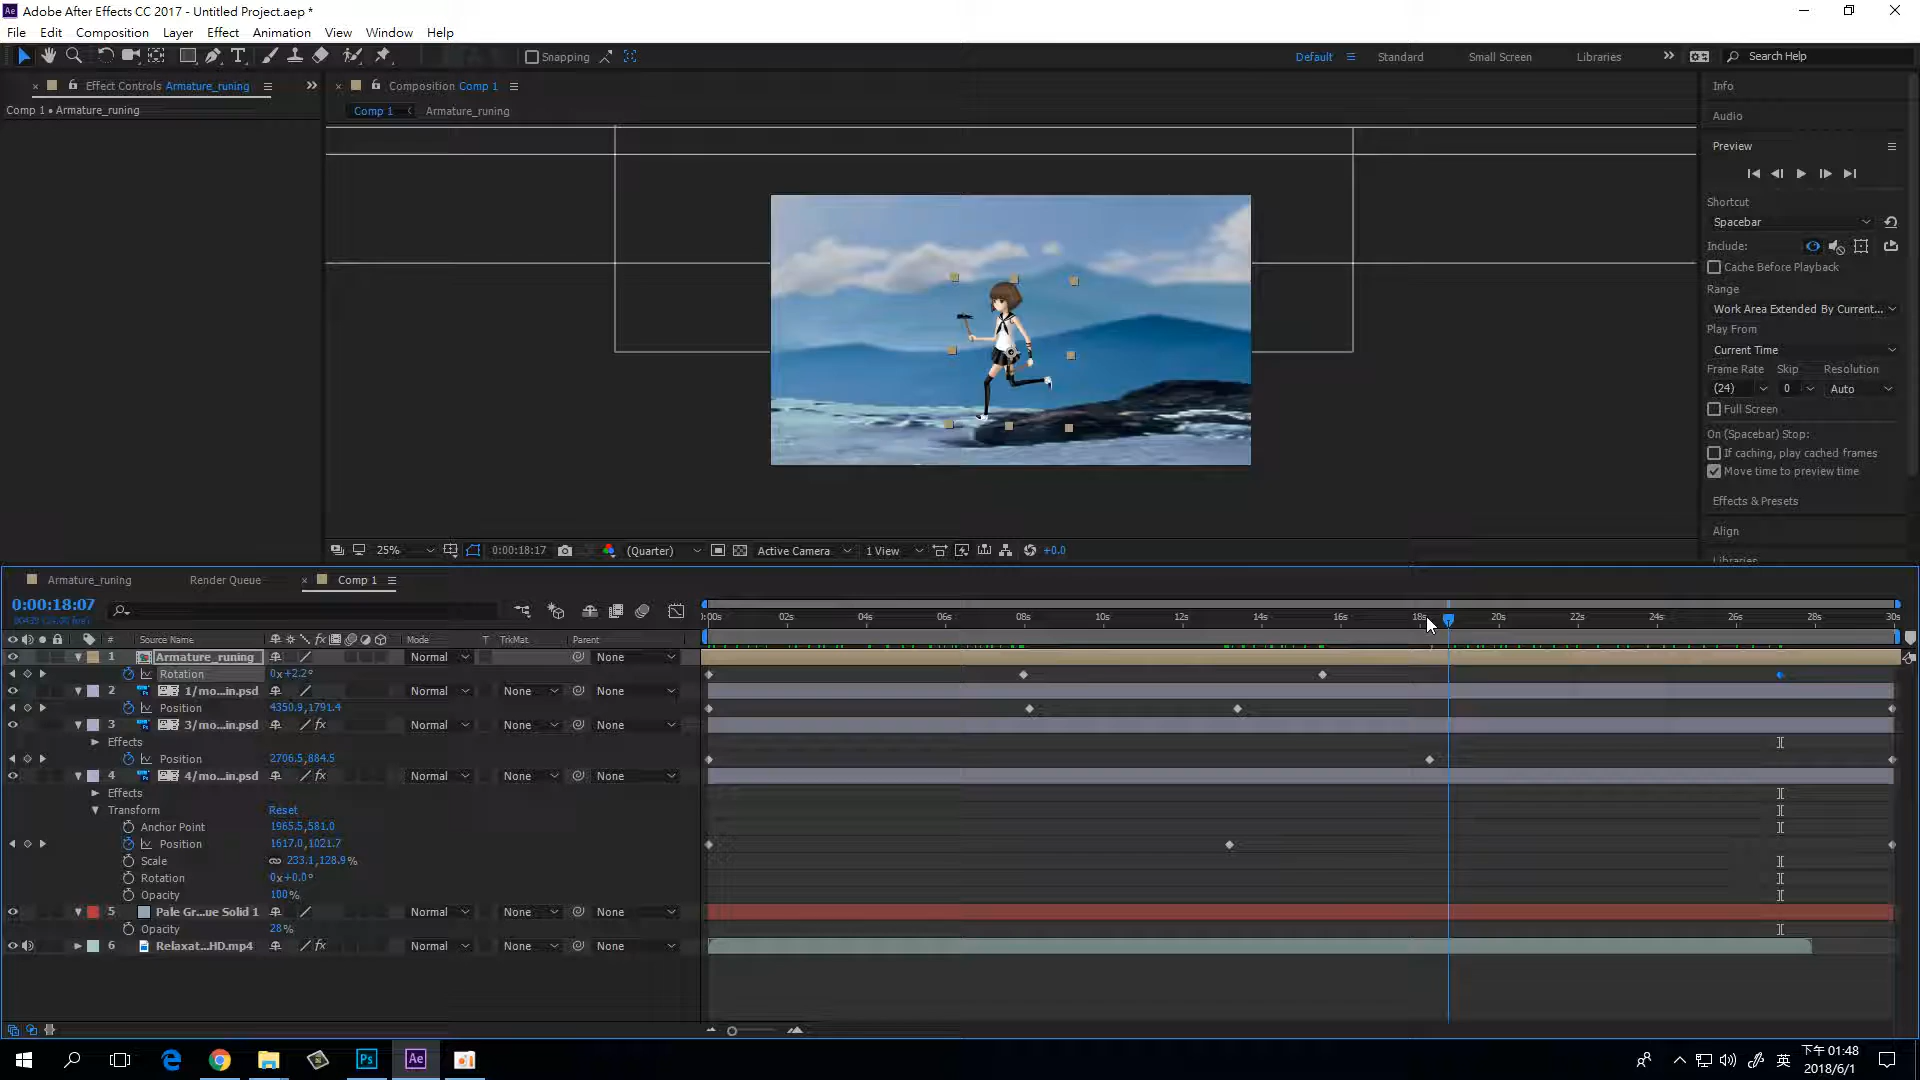 Adobe After Effects CC 2017 - Untitled Project.aep *
File Edit Composition Layer Effect Animation View Window Help
Snapping Default Standard Small Screen Libraries Search Help
Effect Controls Armature_runing
Composition Comp 1
Info
Comp 1 • Armature_runing
Comp 1 Armature_runing
Audio
Preview
Shortcut
Spacebar
Include:
Cache Before Playback
Range
Work Area Extended By Current...
Play From
Current Time
Frame Rate Skip Resolution
(24) 0 Auto
Full Screen
On (Spacebar) Stop:
If caching, play cached frames
Move time to preview time
Effects & Presets
Align
Libraries
25% 0:00:18:17 (Quarter) Active Camera 1 View +0.0
Armature_runing Render Queue Comp 1
0:00:18:07
:00s 02s 04s 06s 08s 10s 12s 14s 16s 18s 20s 22s 24s 26s 28s 30s
# Source Name fx Mode T TrkMat Parent
1 Armature_runing Normal None
Rotation 0x+2.2°
2 1/mo...in.psd Normal None None
Position 4350.9,1791.4
3 3/mo...in.psd fx Normal None None
Effects
Position 2706.5,884.5
4 4/mo...in.psd fx Normal None None
Effects
Transform Reset
Anchor Point 1965.5,581.0
Position 1617.0,1021.7
Scale 233.1,128.9%
Rotation 0x+0.0°
Opacity 100%
5 Pale Gr...ue Solid 1 Normal None None
Opacity 28%
6 Relaxat...HD.mp4 fx Normal None None
Ps Ae 英 下午 01:48
2018/6/1